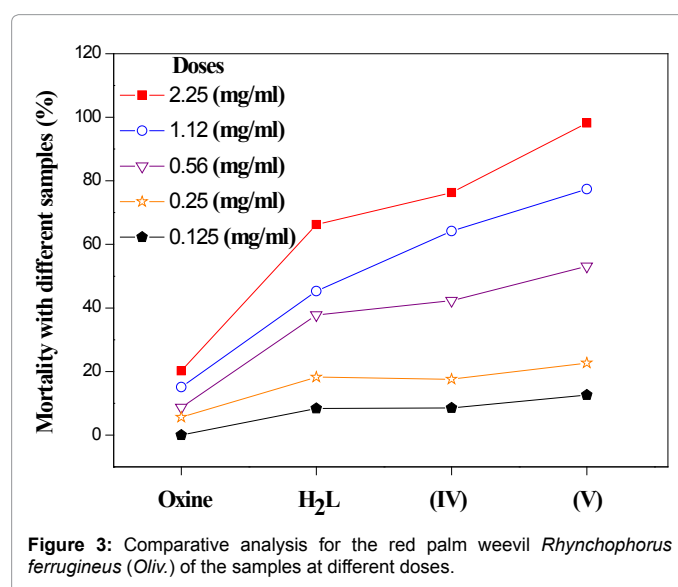 Mortality with different samples (%)
120
100
80
60
40
20
0
Doses
2.25 (mg/ml)
1.12 (mg/ml)
0.56 (mg/ml)
0.25 (mg/ml)
0.125 (mg/ml)
Oxine H₂L (IV) (V)
Figure 3: Comparative analysis for the red palm weevil Rhynchophorus
ferrugineus (Oliv.) of the samples at different doses.